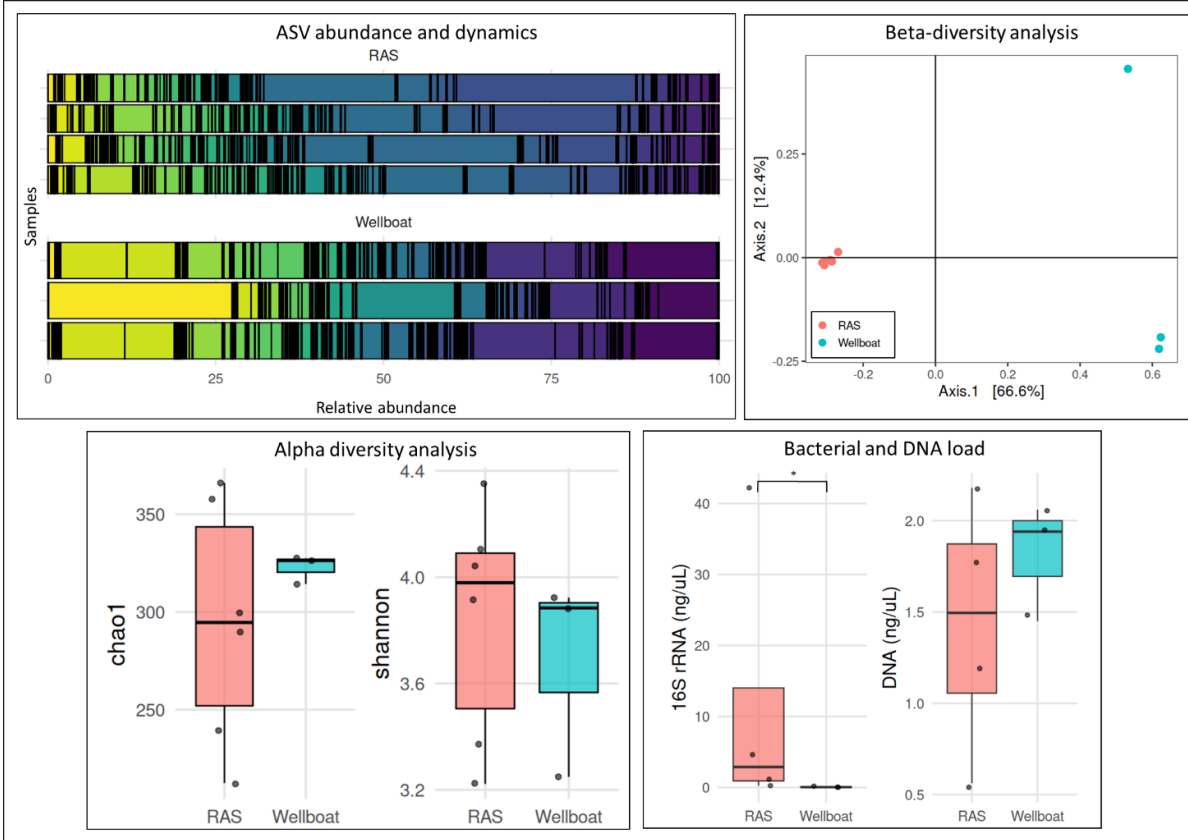 ASV abundance and dynamics
RAS
Samples
Wellboat
0 25 50 75 100
Relative abundance
Beta-diversity analysis
Axis.2 [12.4%]
0.25
0.00
-0.25
RAS
Wellboat
-0.2 0.0 0.2 0.4 0.6
Axis.1 [66.6%]
Alpha diversity analysis
chao1
350
300
250
RAS Wellboat
shannon
4.4
4.0
3.6
3.2
RAS Wellboat
Bacterial and DNA load
*
16S rRNA (ng/uL)
40
30
20
10
0
RAS Wellboat
DNA (ng/uL)
2.0
1.5
1.0
0.5
RAS Wellboat